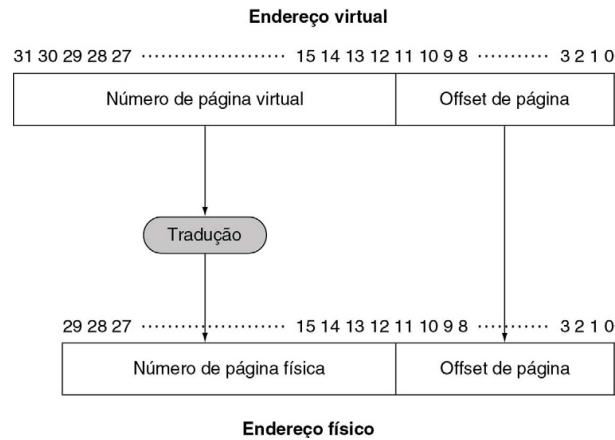 Endereço virtual
31 30 29 28 27 ······················ 15 14 13 12 11 10 9 8 ·········· 3 2 1 0
Número de página virtual Offset de página
Tradução
29 28 27 ······················ 15 14 13 12 11 10 9 8 ·········· 3 2 1 0
Número de página física Offset de página
Endereço físico